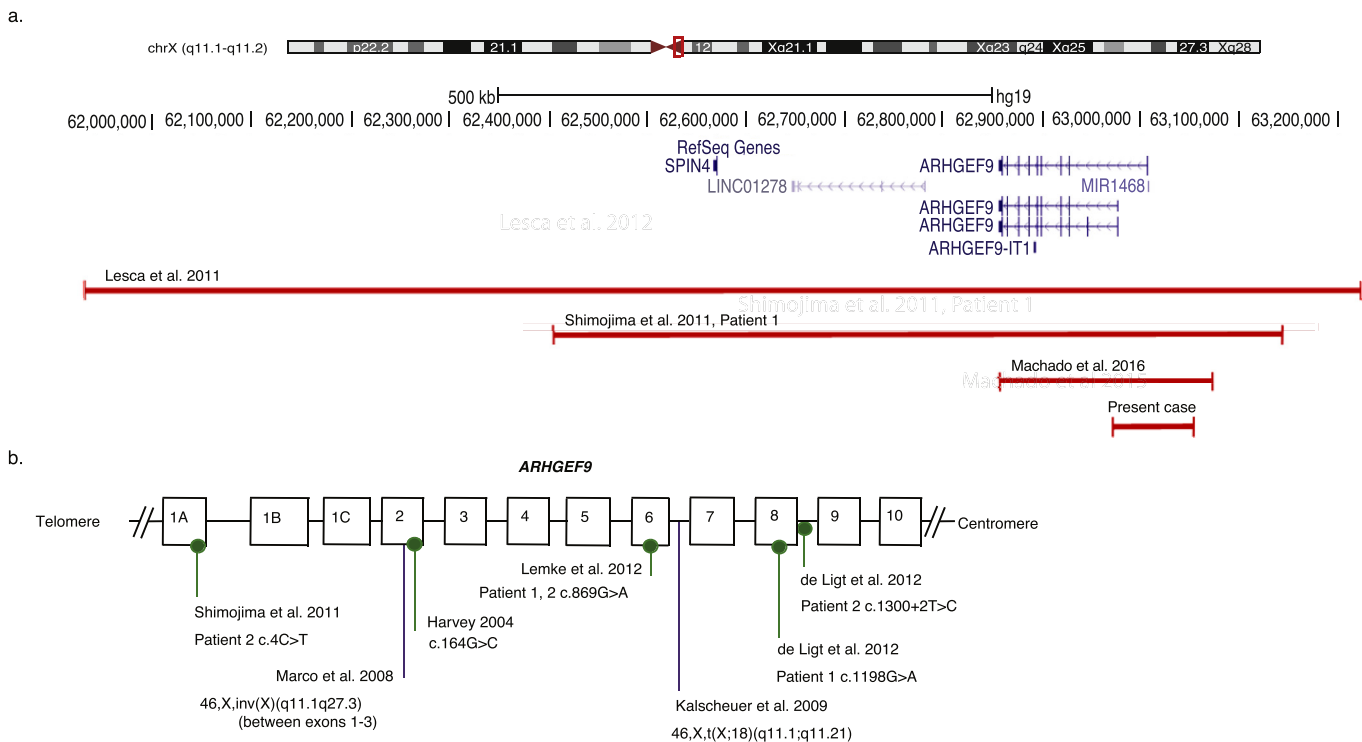 a.
chrX (q11.1-q11.2) p22.2 21.1 12 Xq21.1 Xq23 q24 Xq25 27.3 Xq28
500 kb hg19
62,000,000 62,100,000 62,200,000 62,300,000 62,400,000 62,500,000 62,600,000 62,700,000 62,800,000 62,900,000 63,000,000 63,100,000 63,200,000
RefSeq Genes
SPIN4 ARHGEF9
LINC01278 MIR1468
ARHGEF9
Lesca et al. 2012
ARHGEF9
ARHGEF9-IT1
Lesca et al. 2011
Shimojima et al. 2011, Patient 1
Shimojima et al. 2011, Patient 1
Machado et al. 2016
Machado et al 2015
Present case
b.
ARHGEF9
Telomere 1A 1B 1C 2 3 4 5 6 7 8 9 10 Centromere
Lemke et al. 2012
Patient 1, 2 c.869G>A
de Ligt et al. 2012
Patient 2 c.1300+2T>C
Shimojima et al. 2011
Patient 2 c.4C>T
Harvey 2004
c.164G>C
de Ligt et al. 2012
Patient 1 c.1198G>A
Marco et al. 2008
46,X,inv(X)(q11.1q27.3)
(between exons 1-3)
Kalscheuer et al. 2009
46,X,t(X;18)(q11.1;q11.21)